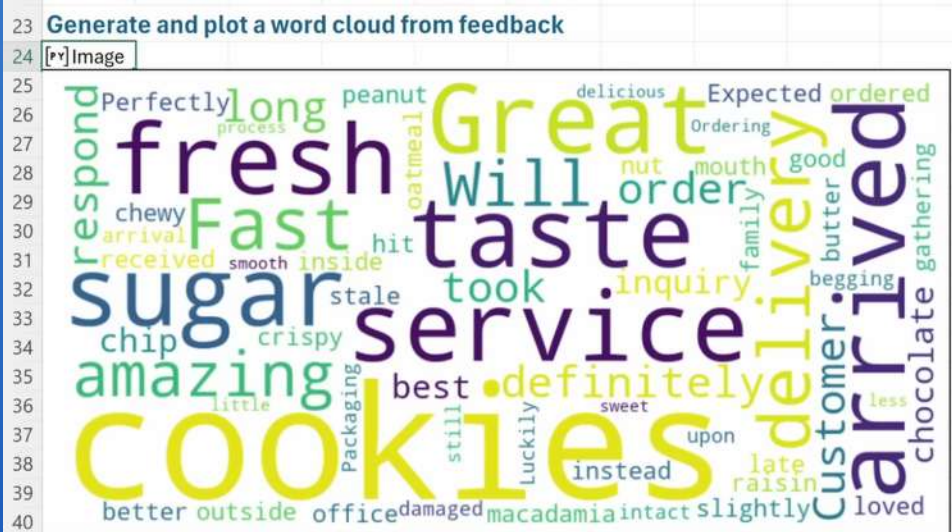 23 Generate and plot a word cloud from feedback
24 [PY] Image
25
26
27
28
29
30
31
32
33
34
35
36
37
38
39
40
respond
Perfectly
long
process
peanut
oatmeal
Great
delicious
Expected
ordered
Ordering
fresh
Will
nut
mouth
good
order
delivery
arrived
gathering
chewy
Fast
arrival
received
smooth
inside
hit
taste
family
butter
sugar
stale
took
inquiry
begging
service
chip
crispy
Customer
chocolate
amazing
best
definitely
little
Packaging
cookies
still
Luckily
sweet
upon
less
instead
late
raisin
better
outside
office
damaged
macadamia
intact
slightly
loved